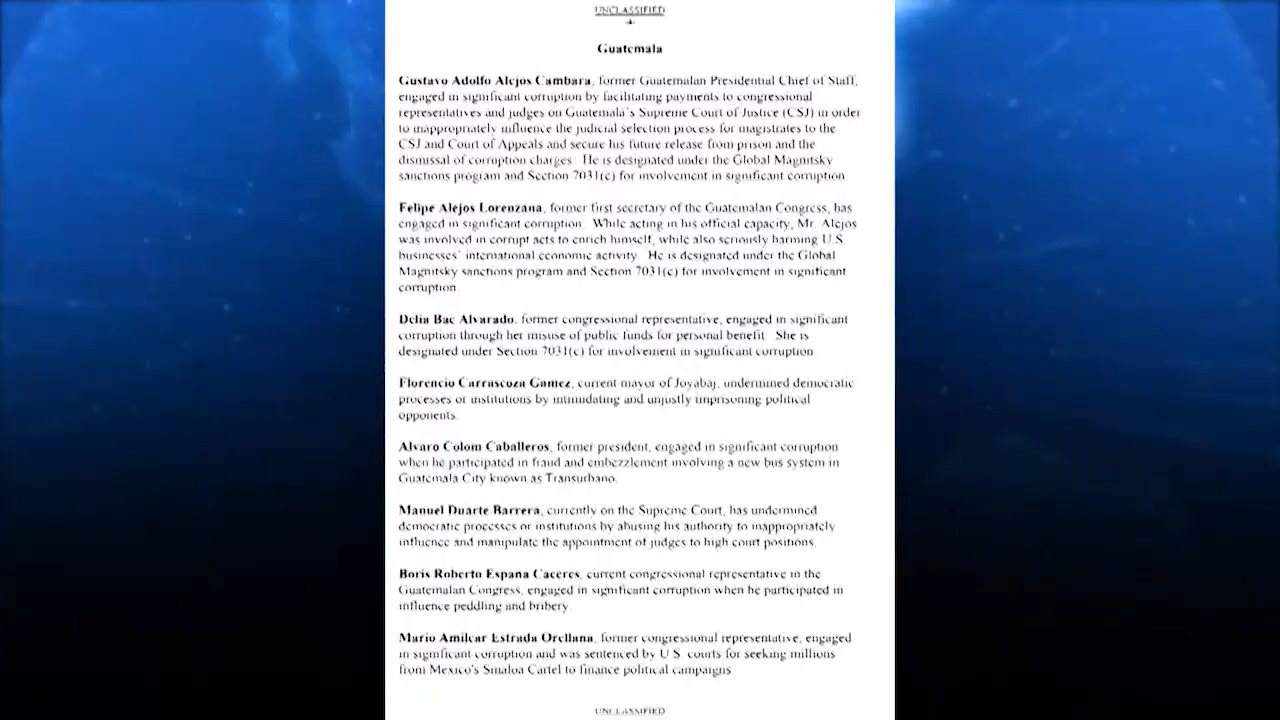 UNCLASSIFIED
-4-
Guatemala
Gustavo Adolfo Alejos Cambara, former Guatemalan Presidential Chief of Staff,
engaged in significant corruption by facilitating payments to congressional
representatives and judges on Guatemala's Supreme Court of Justice (CSJ) in order
to inappropriately influence the judicial selection process for magistrates to the
CSJ and Court of Appeals and secure his future release from prison and the
dismissal of corruption charges. He is designated under the Global Magnitsky
sanctions program and Section 7031(c) for involvement in significant corruption.
Felipe Alejos Lorenzana, former first secretary of the Guatemalan Congress, has
engaged in significant corruption. While acting in his official capacity, Mr. Alejos
was involved in corrupt acts to enrich himself, while also seriously harming U.S.
businesses' international economic activity. He is designated under the Global
Magnitsky sanctions program and Section 7031(c) for involvement in significant
corruption.
Delia Bac Alvarado, former congressional representative, engaged in significant
corruption through her misuse of public funds for personal benefit. She is
designated under Section 7031(c) for involvement in significant corruption.
Florencio Carrascoza Gamez, current mayor of Joyabaj, undermined democratic
processes or institutions by intimidating and unjustly imprisoning political
opponents.
Alvaro Colom Caballeros, former president, engaged in significant corruption
when he participated in fraud and embezzlement involving a new bus system in
Guatemala City known as Transurbano.
Manuel Duarte Barrera, currently on the Supreme Court, has undermined
democratic processes or institutions by abusing his authority to inappropriately
influence and manipulate the appointment of judges to high court positions.
Boris Roberto Espana Caceres, current congressional representative in the
Guatemalan Congress, engaged in significant corruption when he participated in
influence peddling and bribery.
Mario Amilcar Estrada Orellana, former congressional representative, engaged
in significant corruption and was sentenced by U.S. courts for seeking millions
from Mexico's Sinaloa Cartel to finance political campaigns.
UNCLASSIFIED